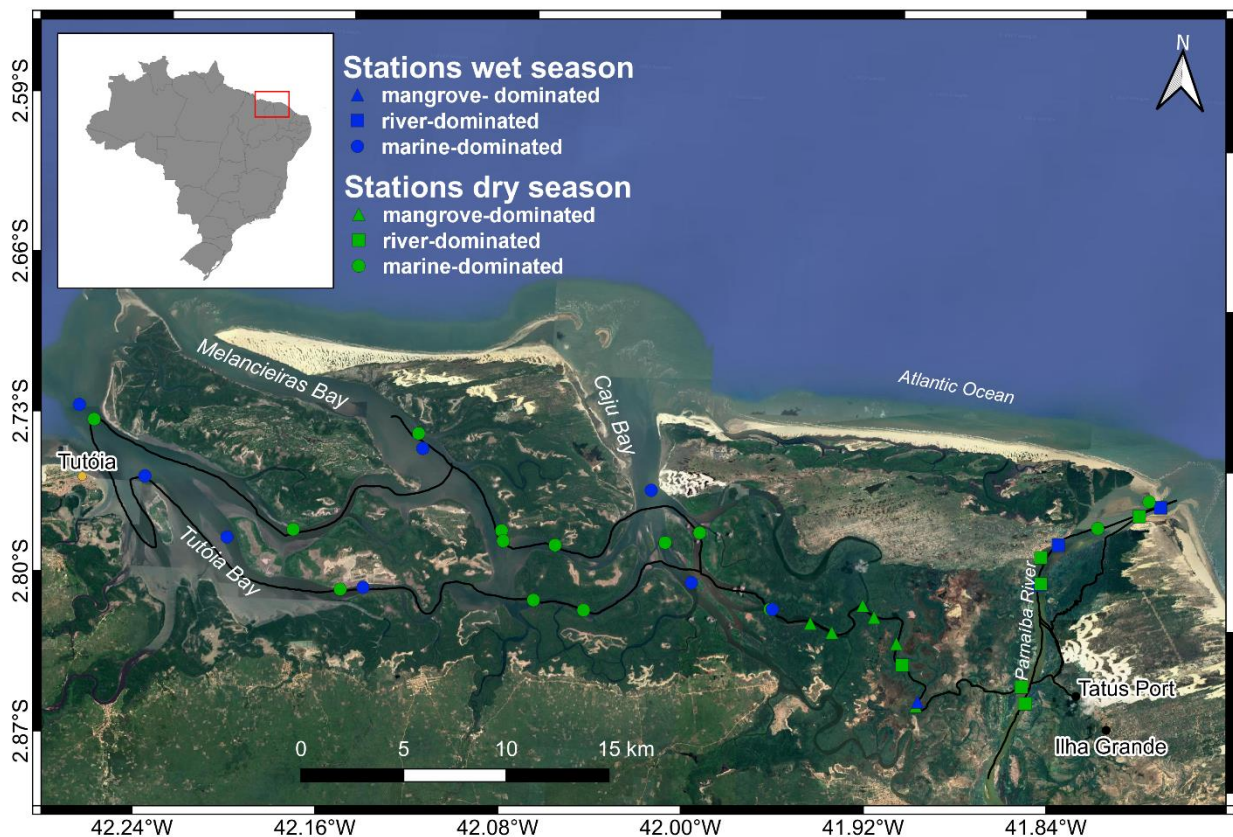 N
Stations wet season
mangrove- dominated
river-dominated
marine-dominated
Stations dry season
mangrove-dominated
river-dominated
marine-dominated
2.59°S
2.66°S
2.73°S
2.80°S
2.87°S
Melancieiras Bay
Caju Bay
Atlantic Ocean
Tutóia
Tutóia Bay
Parnaíba River
Tatus Port
Ilha Grande
0 5 10 15 km
42.24°W 42.16°W 42.08°W 42.00°W 41.92°W 41.84°W